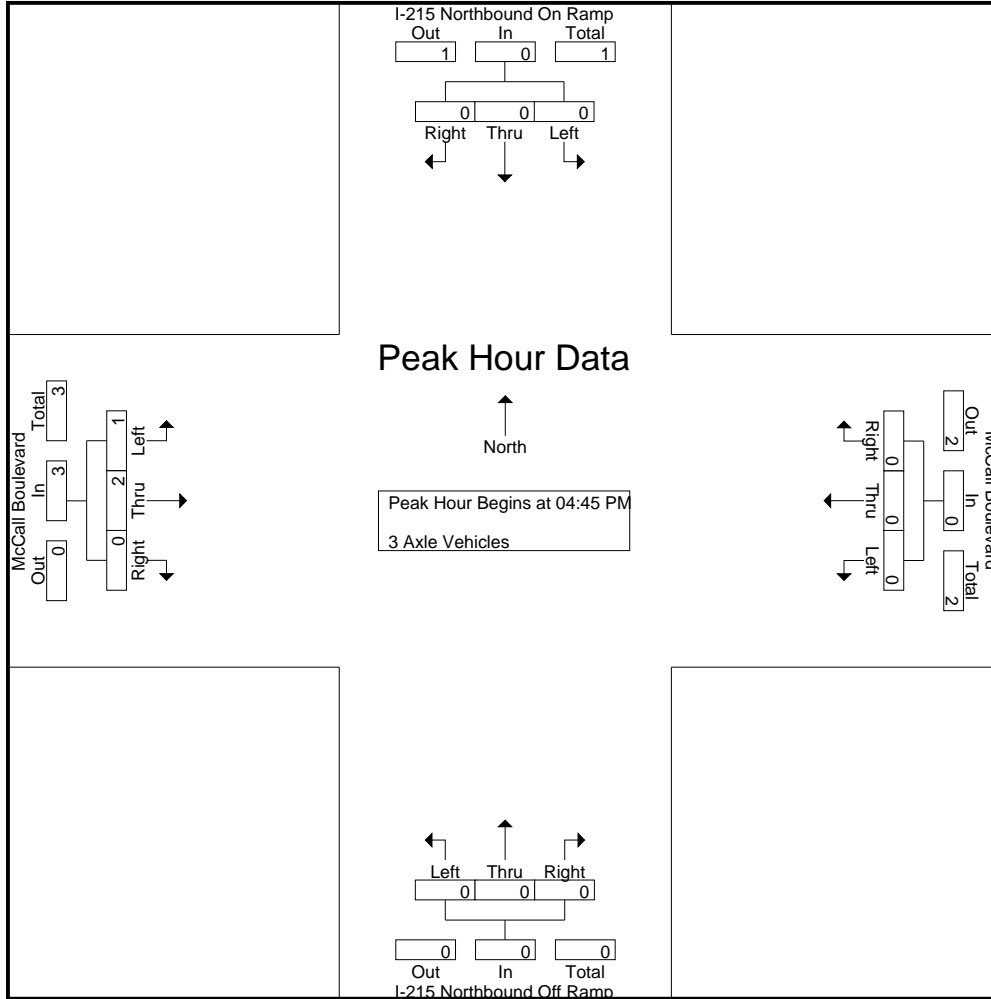 I-215 Northbound On Ramp
Out In Total
1 0 1
0 0 0
Right Thru Left
Peak Hour Data
North
Peak Hour Begins at 04:45 PM
3 Axle Vehicles
McCall Boulevard
Out In Total
0 3 3
0 2 1
Right Thru Left
McCall Boulevard
Out In Total
2 0 2
0 0 0
Right Thru Left
Left Thru Right
0 0 0
0 0 0
Out In Total
I-215 Northbound Off Ramp